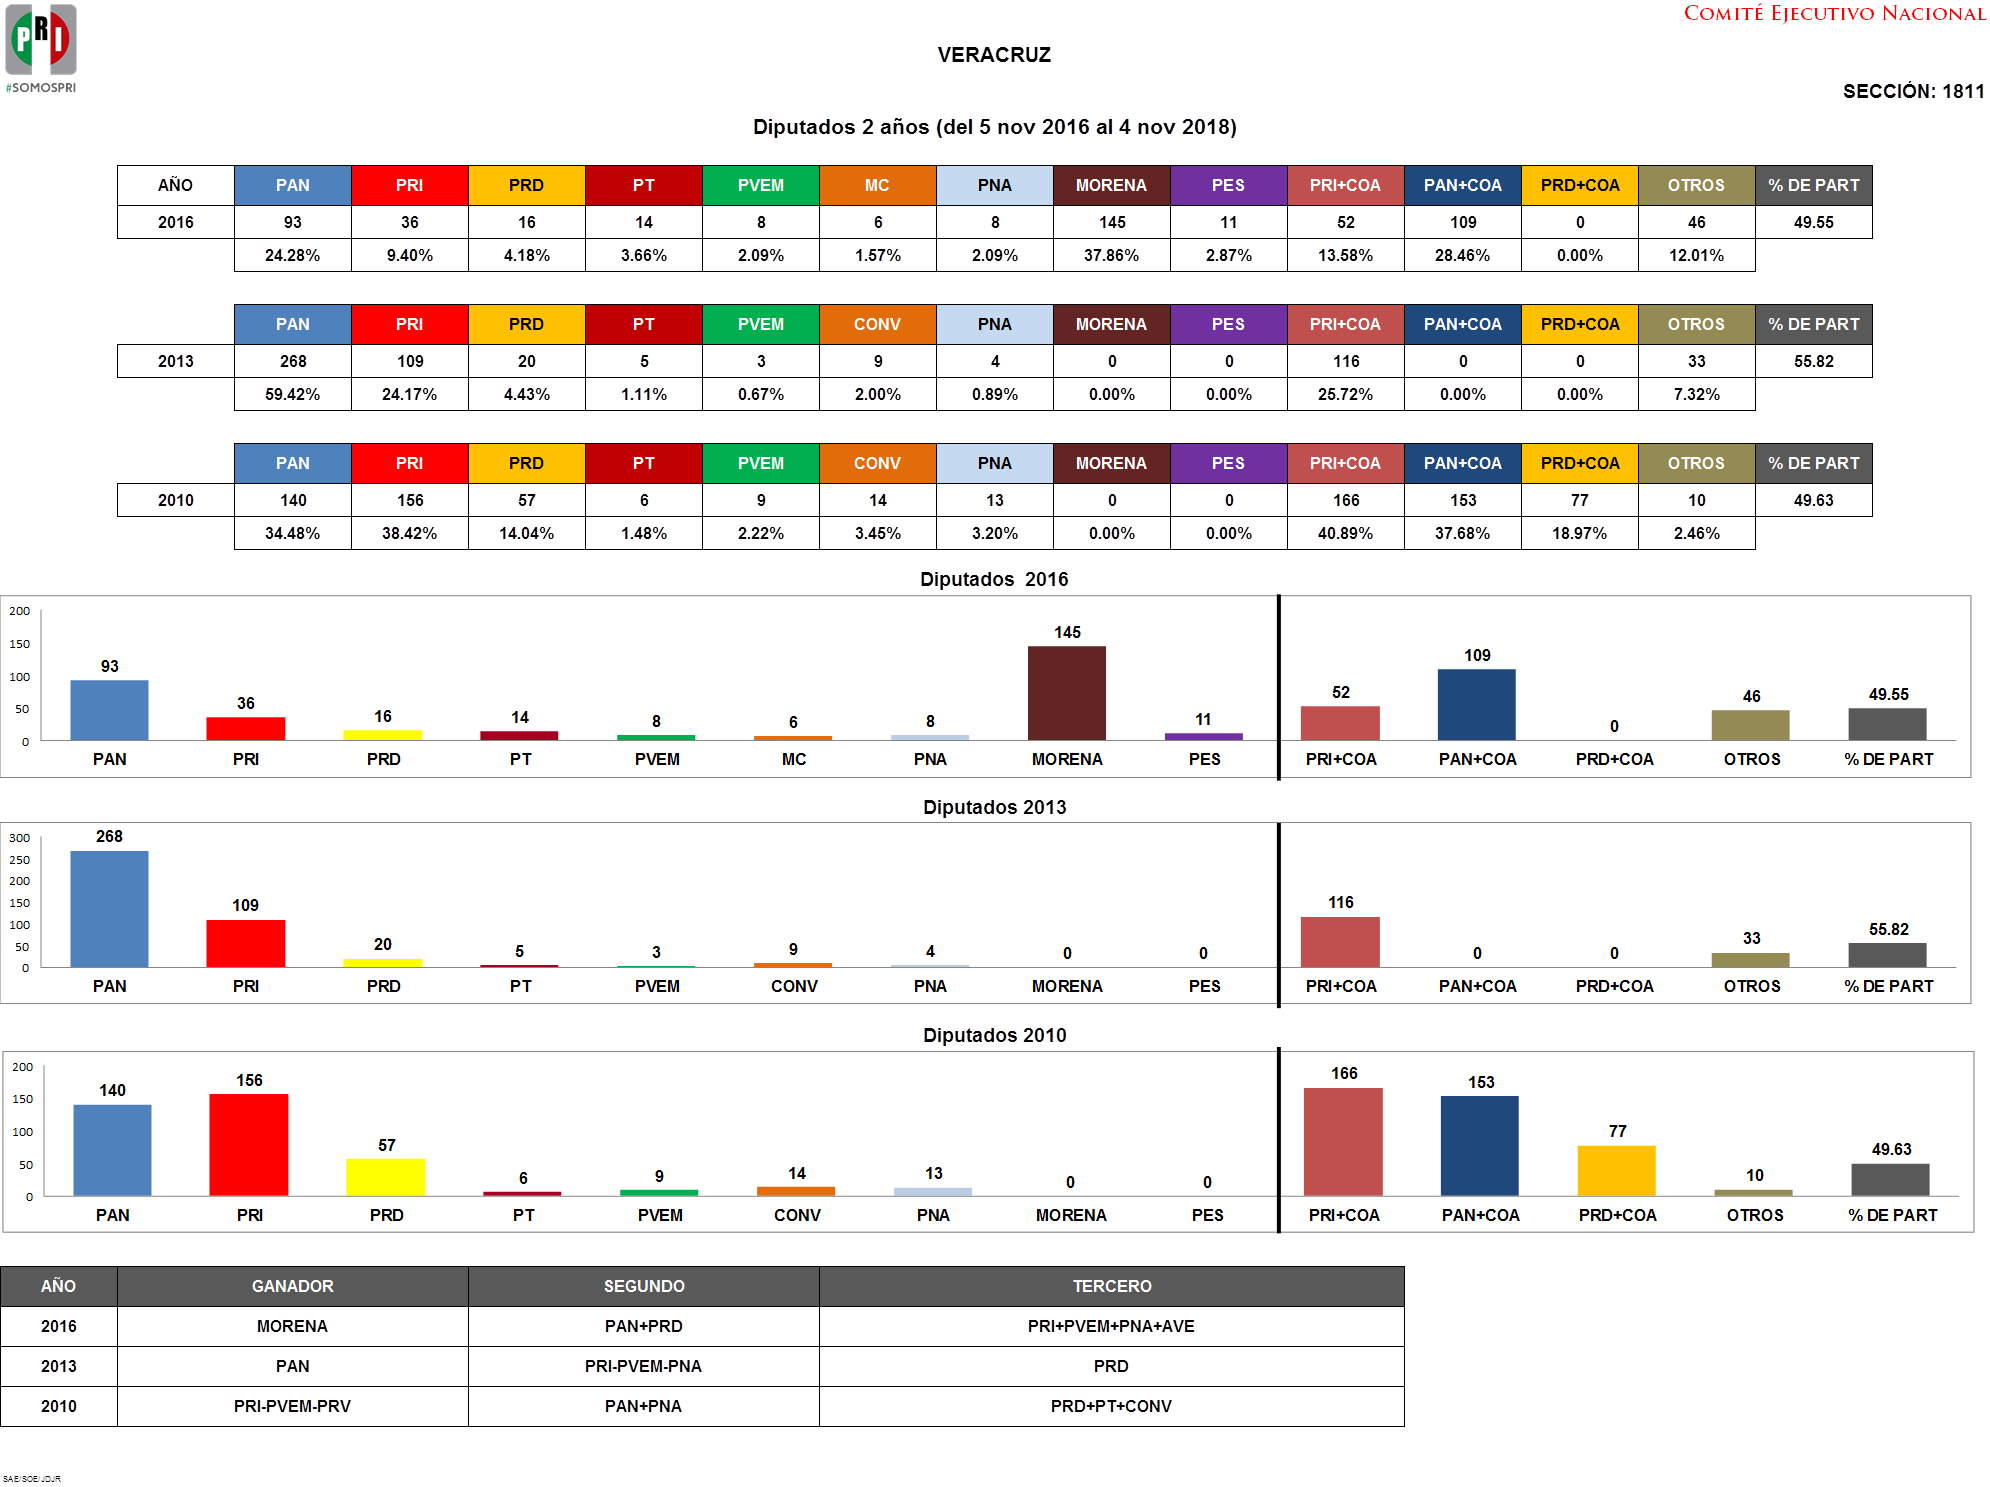 PRI
#SOMOSPRI
COMITÉ EJECUTIVO NACIONAL
VERACRUZ
SECCIÓN: 1811
Diputados 2 años (del 5 nov 2016 al 4 nov 2018)
AÑO PAN PRI PRD PT PVEM MC PNA MORENA PES PRI+COA PAN+COA PRD+COA OTROS % DE PART
2016 93 36 16 14 8 6 8 145 11 52 109 0 46 49.55
24.28% 9.40% 4.18% 3.66% 2.09% 1.57% 2.09% 37.86% 2.87% 13.58% 28.46% 0.00% 12.01%
PAN PRI PRD PT PVEM CONV PNA MORENA PES PRI+COA PAN+COA PRD+COA OTROS % DE PART
2013 268 109 20 5 3 9 4 0 0 116 0 0 33 55.82
59.42% 24.17% 4.43% 1.11% 0.67% 2.00% 0.89% 0.00% 0.00% 25.72% 0.00% 0.00% 7.32%
PAN PRI PRD PT PVEM CONV PNA MORENA PES PRI+COA PAN+COA PRD+COA OTROS % DE PART
2010 140 156 57 6 9 14 13 0 0 166 153 77 10 49.63
34.48% 38.42% 14.04% 1.48% 2.22% 3.45% 3.20% 0.00% 0.00% 40.89% 37.68% 18.97% 2.46%
Diputados 2016
200
150
100
50
0
93 36 16 14 8 6 8 145 11 52 109 0 46 49.55
PAN PRI PRD PT PVEM MC PNA MORENA PES PRI+COA PAN+COA PRD+COA OTROS % DE PART
Diputados 2013
300
250
200
150
100
50
0
268 109 20 5 3 9 4 0 0 116 0 0 33 55.82
PAN PRI PRD PT PVEM CONV PNA MORENA PES PRI+COA PAN+COA PRD+COA OTROS % DE PART
Diputados 2010
200
150
100
50
0
140 156 57 6 9 14 13 0 0 166 153 77 10 49.63
PAN PRI PRD PT PVEM CONV PNA MORENA PES PRI+COA PAN+COA PRD+COA OTROS % DE PART
AÑO GANADOR SEGUNDO TERCERO
2016 MORENA PAN+PRD PRI+PVEM+PNA+AVE
2013 PAN PRI-PVEM-PNA PRD
2010 PRI-PVEM-PRV PAN+PNA PRD+PT+CONV
SAE/SOE/JDJR